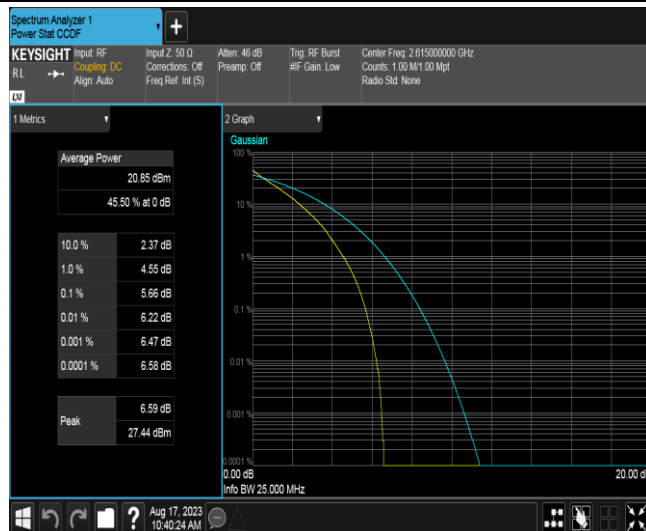 Spectrum Analyzer 1
Power Stat CCDF
+
KEYSIGHT
RL
Input: RF
Coupling: DC
Align: Auto
Input Z: 50 Ω
Corrections: Off
Freq Ref: Int (S)
Atten: 46 dB
Preamp: Off
Trig: RF Burst
#IF Gain: Low
Center Freq: 2.615000000 GHz
Counts: 1.00 M/1.00 Mpt
Radio Std: None
LXI
1 Metrics
Average Power
20.85 dBm
45.50 % at 0 dB
10.0 % 2.37 dB
1.0 % 4.55 dB
0.1 % 5.66 dB
0.01 % 6.22 dB
0.001 % 6.47 dB
0.0001 % 6.58 dB
Peak
6.59 dB
27.44 dBm
2 Graph
Gaussian
100 %
10 %
1 %
0.1 %
0.01 %
0.001 %
0.0001 %
0.00 dB
20.00 d
Info BW 25.000 MHz
?
Aug 17, 2023
10:40:24 AM